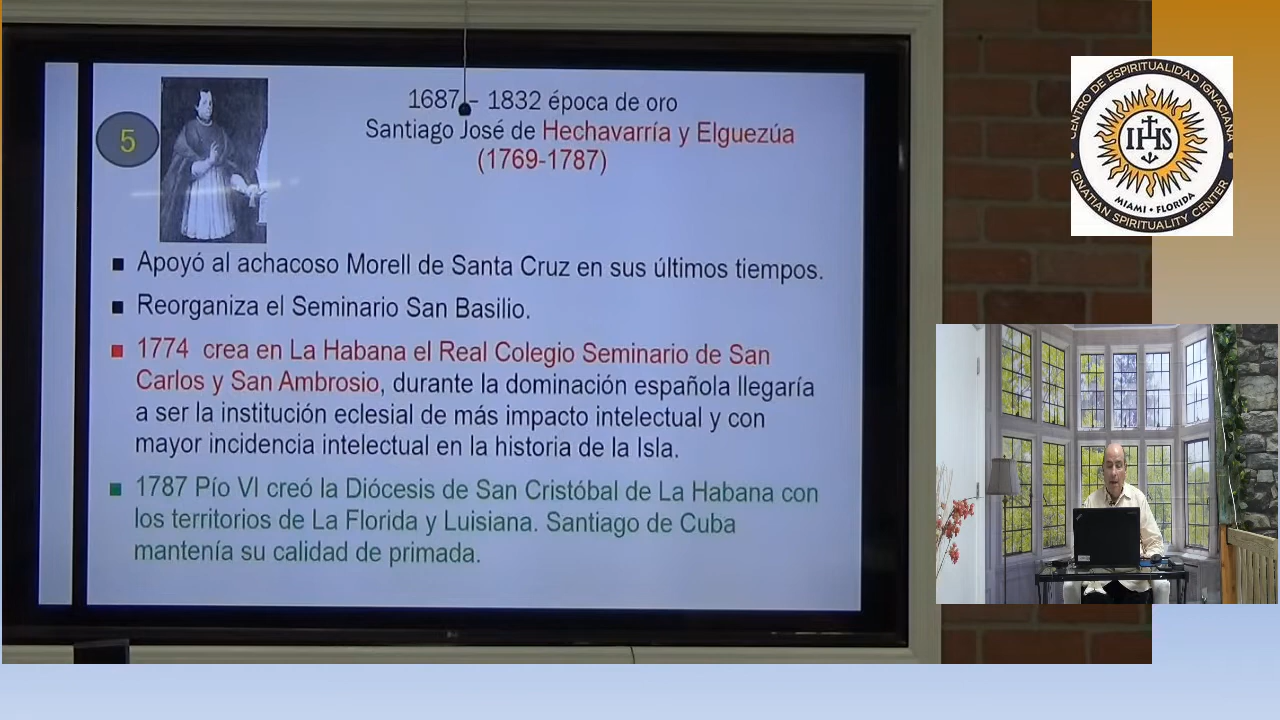 1687 – 1832 época de oro
Santiago José de Hechavarría y Elguezúa
(1769-1787)
5
■ Apoyó al achacoso Morell de Santa Cruz en sus últimos tiempos.
■ Reorganiza el Seminario San Basilio.
■ 1774 crea en La Habana el Real Colegio Seminario de San
Carlos y San Ambrosio, durante la dominación española llegaría
a ser la institución eclesial de más impacto intelectual y con
mayor incidencia intelectual en la historia de la Isla.
■ 1787 Pío VI creó la Diócesis de San Cristóbal de La Habana con
los territorios de La Florida y Luisiana. Santiago de Cuba
mantenía su calidad de primada.
CENTRO DE ESPIRITUALIDAD IGNACIANA
IHS
MIAMI • FLORIDA
IGNATIAN SPIRITUALITY CENTER